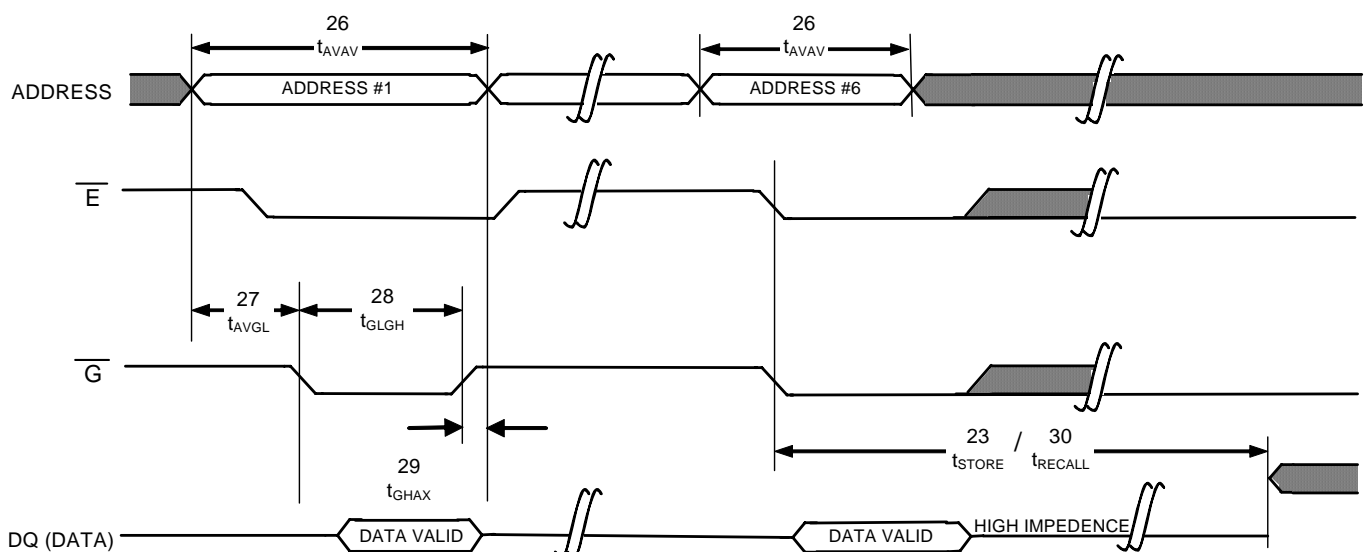 26
tAVAV
26
tAVAV
ADDRESS
ADDRESS #1
ADDRESS #6
E
27
tAVGL
28
tGLGH
G
29
tGHAX
23 / 30
tSTORE tRECALL
DQ (DATA)
DATA VALID
DATA VALID
HIGH IMPEDENCE